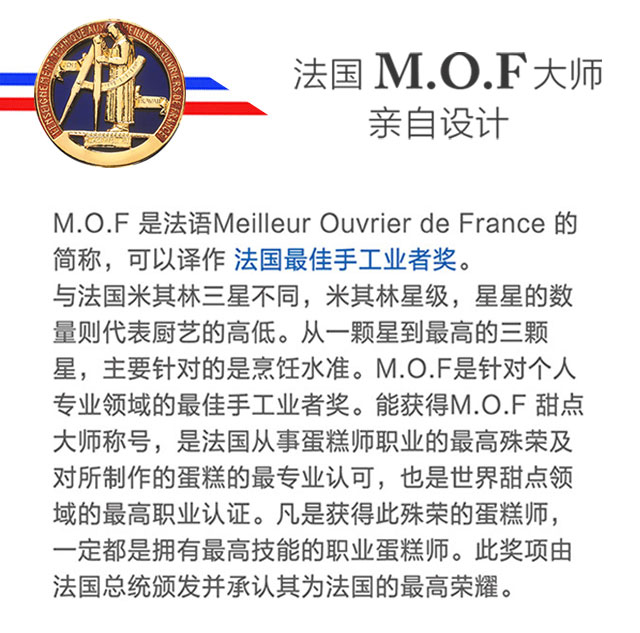 ENSEIGNEMENT TECHNIQUE AUX MEILLEURS OUVRIERS DE FRANCE
法国 M.O.F 大师
亲自设计
M.O.F 是法语Meilleur Ouvrier de France 的
简称，可以译作 法国最佳手工业者奖。
与法国米其林三星不同，米其林星级，星星的数
量则代表厨艺的高低。从一颗星到最高的三颗
星，主要针对的是烹饪水准。M.O.F是针对个人
专业领域的最佳手工业者奖。能获得M.O.F 甜点
大师称号，是法国从事蛋糕师职业的最高殊荣及
对所制作的蛋糕的最专业认可，也是世界甜点领
域的最高职业认证。凡是获得此殊荣的蛋糕师，
一定都是拥有最高技能的职业蛋糕师。此奖项由
法国总统颁发并承认其为法国的最高荣耀。